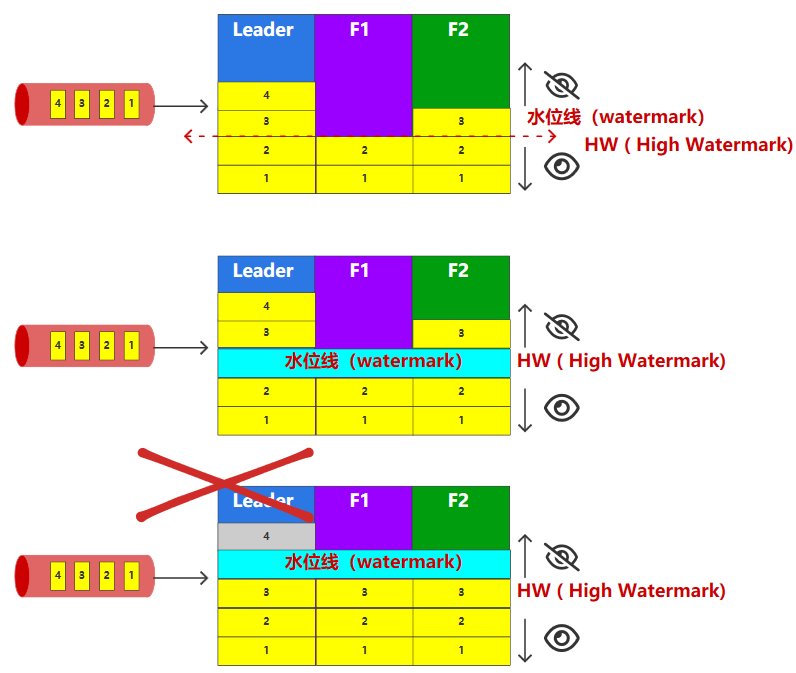 Leader F1 F2
4 3 2 1
4
3 3
水位线（watermark）
HW ( High Watermark)
2 2 2
1 1 1
Leader F1 F2
4
4 3 2 1
3 3
水位线（watermark）
HW ( High Watermark)
2 2 2
1 1 1
Leader F1 F2
4
水位线（watermark）
4 3 2 1
3 3 3
HW ( High Watermark)
2 2 2
1 1 1